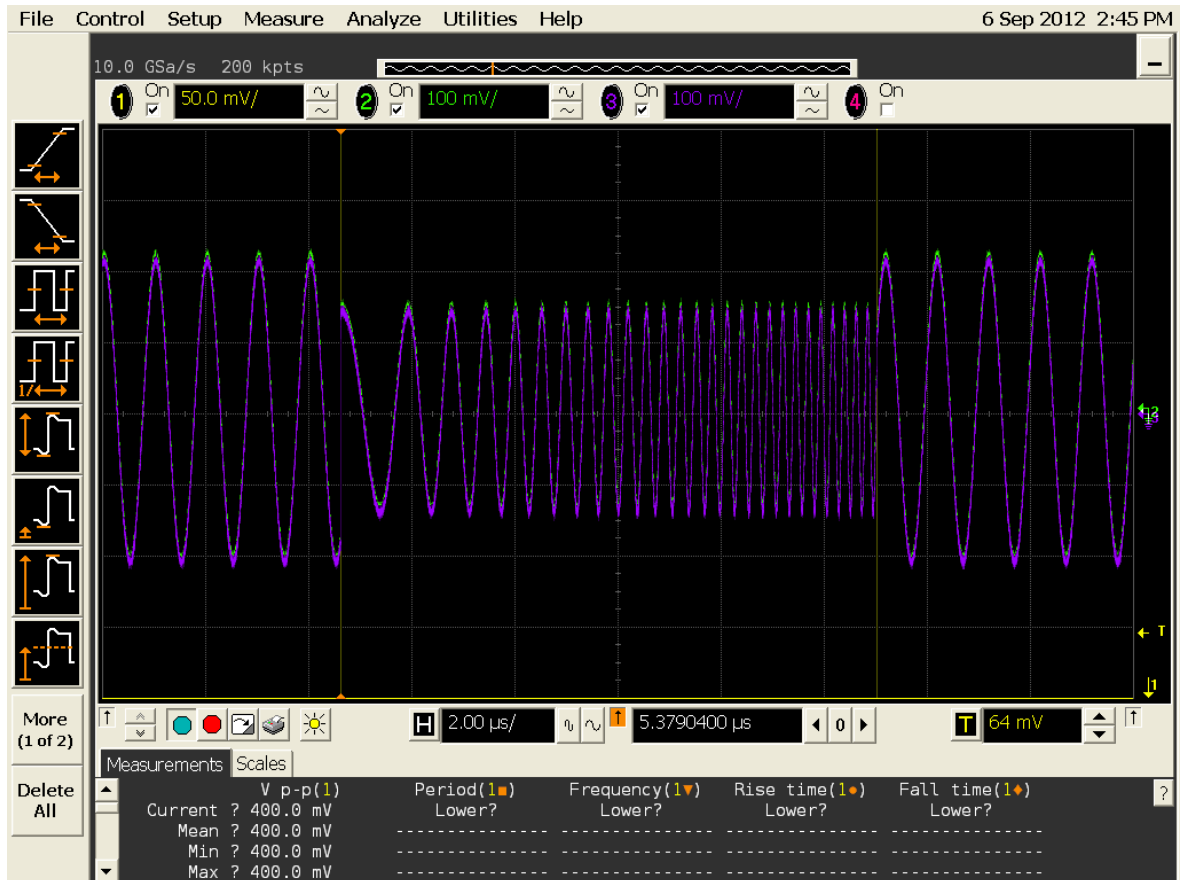 File Control Setup Measure Analyze Utilities Help 6 Sep 2012 2:45 PM
10.0 GSa/s 200 kpts
1 On 50.0 mV/ 2 On 100 mV/ 3 On 100 mV/ 4 On
2
T
1
1/
More
(1 of 2)
Delete
All
H 2.00 µs/ 5.3790400 µs 0 T 64 mV
Measurements Scales
V p-p(1) Period(1■) Frequency(1▼) Rise time(1●) Fall time(1♦) ?
Current ? 400.0 mV Lower? Lower? Lower? Lower?
Mean ? 400.0 mV --------------- --------------- --------------- ---------------
Min ? 400.0 mV --------------- --------------- --------------- ---------------
Max ? 400.0 mV --------------- --------------- --------------- ---------------